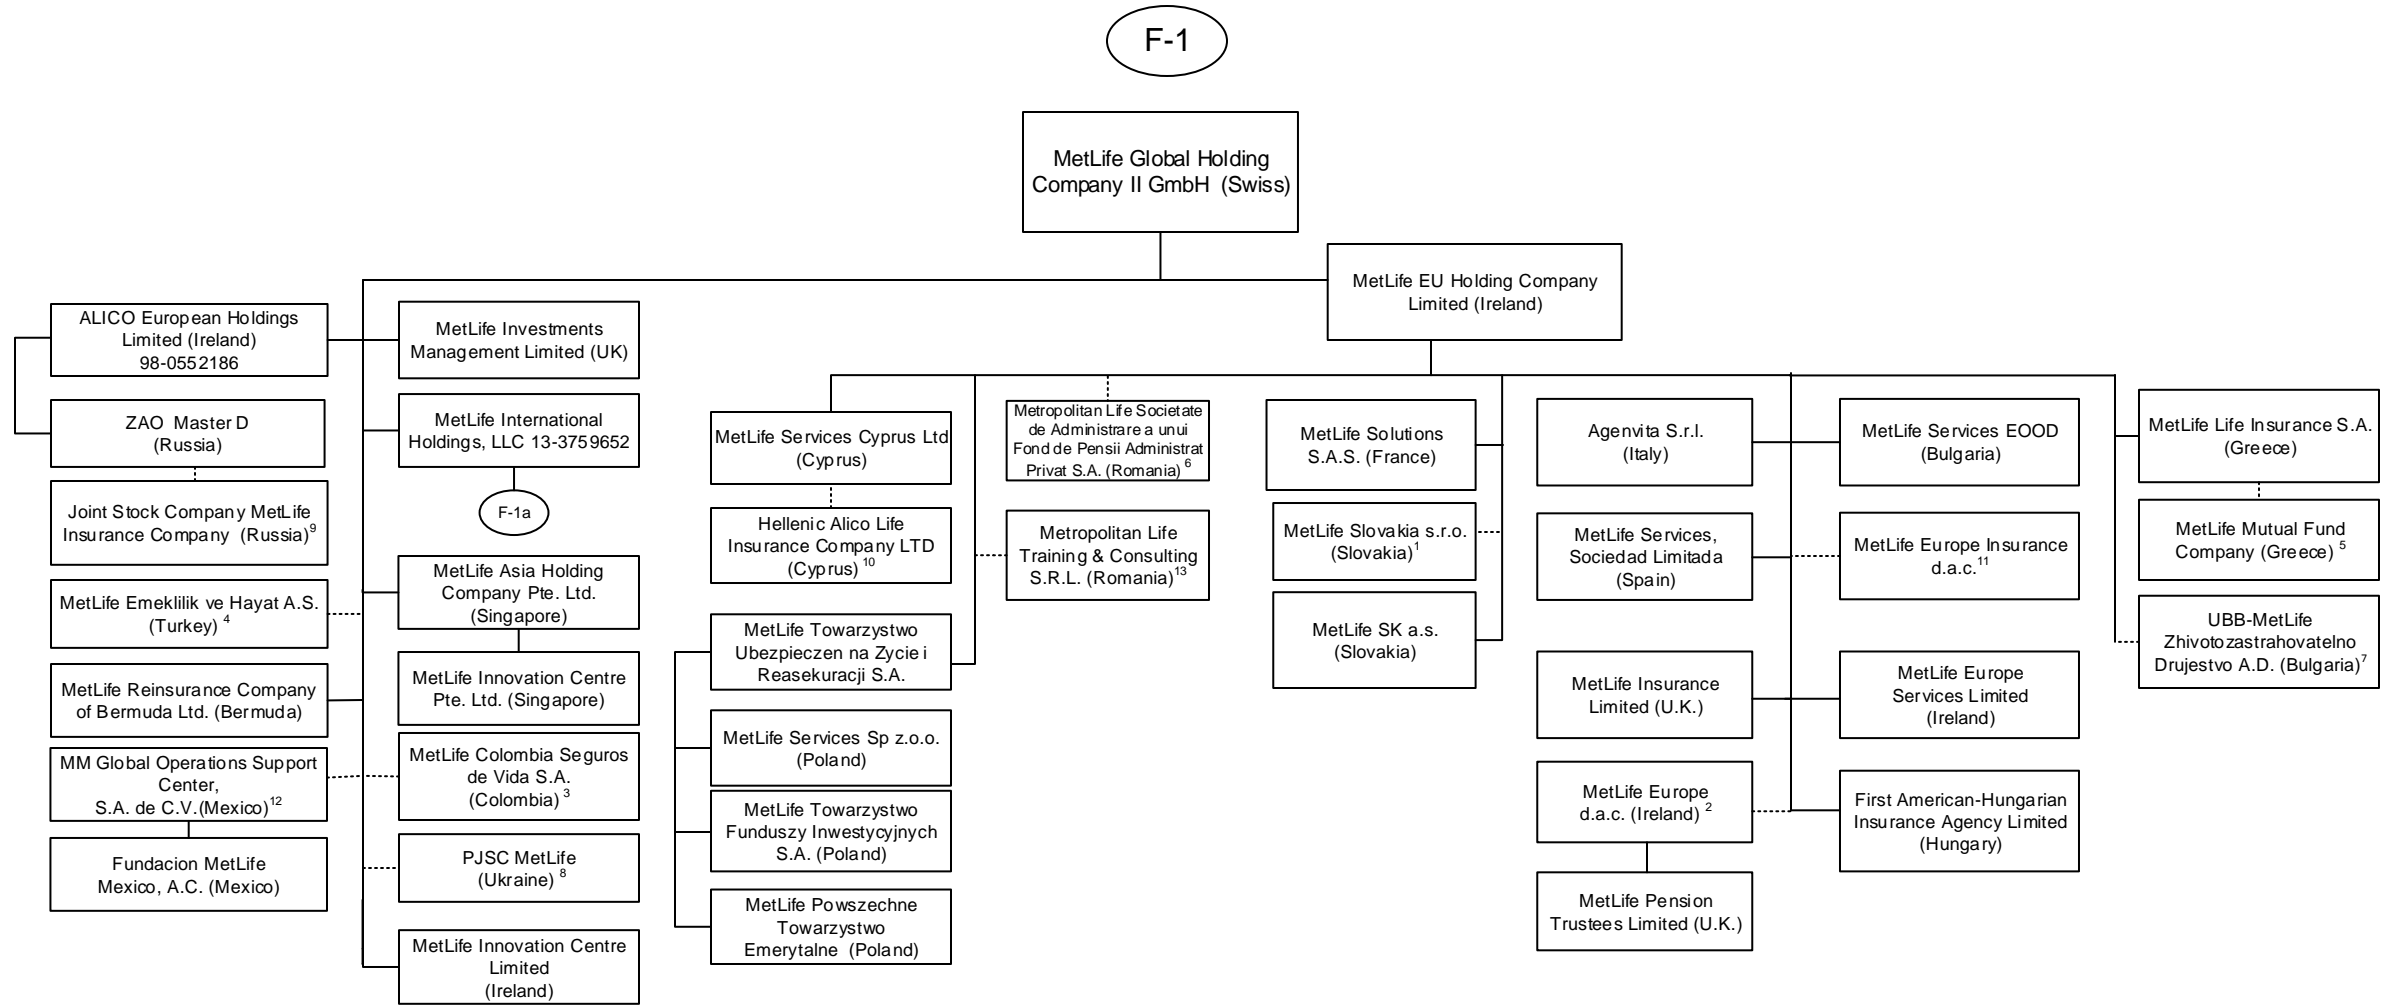 F-1
MetLife Global Holding
Company II GmbH (Swiss)
MetLife EU Holding Company
Limited (Ireland)
ALICO European Holdings
Limited (Ireland)
98-0552186
ZAO Master D
(Russia)
Joint Stock Company MetLife
Insurance Company (Russia)9
MetLife Emeklilik ve Hayat A.S.
(Turkey) 4
MetLife Reinsurance Company
of Bermuda Ltd. (Bermuda)
MM Global Operations Support
Center,
S.A. de C.V.(Mexico)12
Fundacion MetLife
Mexico, A.C. (Mexico)
MetLife Investments
Management Limited (UK)
MetLife International
Holdings, LLC 13-3759652
F-1a
MetLife Asia Holding
Company Pte. Ltd.
(Singapore)
MetLife Innovation Centre
Pte. Ltd. (Singapore)
MetLife Colombia Seguros
de Vida S.A.
(Colombia) 3
PJSC MetLife
(Ukraine) 8
MetLife Innovation Centre
Limited
(Ireland)
MetLife Services Cyprus Ltd
(Cyprus)
Hellenic Alico Life
Insurance Company LTD
(Cyprus) 10
MetLife Towarzystwo
Ubezpieczen na Zycie i
Reasekuracji S.A.
MetLife Services Sp z.o.o.
(Poland)
MetLife Towarzystwo
Funduszy Inwestycyjnych
S.A. (Poland)
MetLife Powszechne
Towarzystwo
Emerytalne (Poland)
Metropolitan Life Societate
de Administrare a unui
Fond de Pensii Administrat
Privat S.A. (Romania) 6
Metropolitan Life
Training & Consulting
S.R.L. (Romania)13
MetLife Solutions
S.A.S. (France)
MetLife Slovakia s.r.o.
(Slovakia)1
MetLife SK a.s.
(Slovakia)
Agenvita S.r.l.
(Italy)
MetLife Services,
Sociedad Limitada
(Spain)
MetLife Insurance
Limited (U.K.)
MetLife Europe
d.a.c. (Ireland) 2
MetLife Pension
Trustees Limited (U.K.)
MetLife Services EOOD
(Bulgaria)
MetLife Europe Insurance
d.a.c.11
MetLife Europe
Services Limited
(Ireland)
First American-Hungarian
Insurance Agency Limited
(Hungary)
MetLife Life Insurance S.A.
(Greece)
MetLife Mutual Fund
Company (Greece) 5
UBB-MetLife
Zhivotozastrahovatelno
Drujestvo A.D. (Bulgaria)7